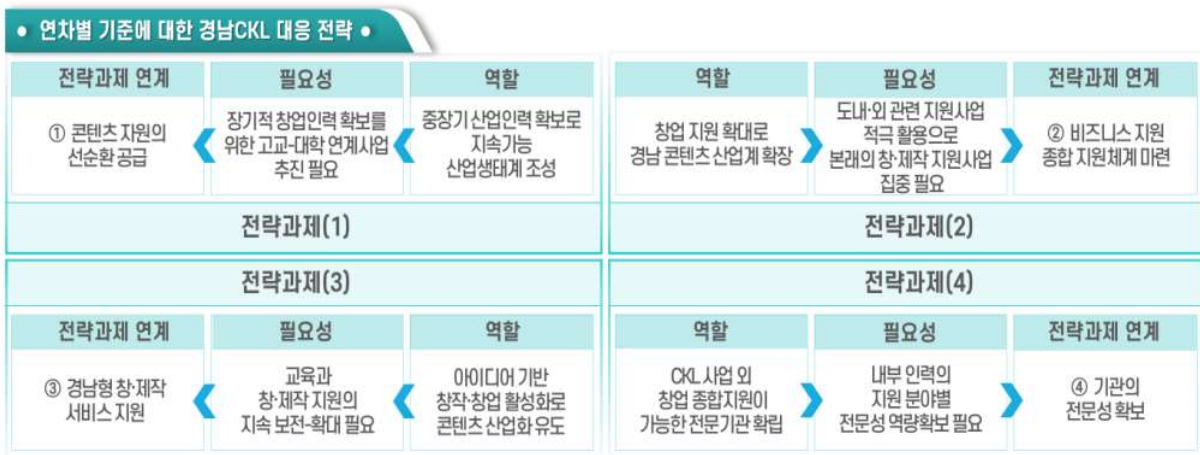 • 연차별 기준에 대한 경남CKL 대응 전략 •
전략과제 연계
필요성
역할
① 콘텐츠 자원의
선순환 공급
장기적 창업인력 확보를
위한 고교-대학 연계사업
추진 필요
중장기 산업인력 확보로
지속가능
산업생태계 조성
전략과제(1)
역할
필요성
전략과제 연계
창업 지원 확대로
경남 콘텐츠 산업계 확장
도내·외 관련 지원사업
적극 활용으로
본래의 창·제작 지원사업
집중 필요
② 비즈니스 지원
종합 지원체계 마련
전략과제(2)
전략과제(3)
전략과제 연계
필요성
역할
③ 경남형 창·제작
서비스 지원
교육과
창·제작 지원의
지속 보전-확대 필요
아이디어 기반
창작·창업 활성화로
콘텐츠 산업화 유도
전략과제(4)
역할
필요성
전략과제 연계
CKL 사업 외
창업 종합지원이
가능한 전문기관 확립
내부 인력의
지원 분야별
전문성 역량확보 필요
④ 기관의
전문성 확보